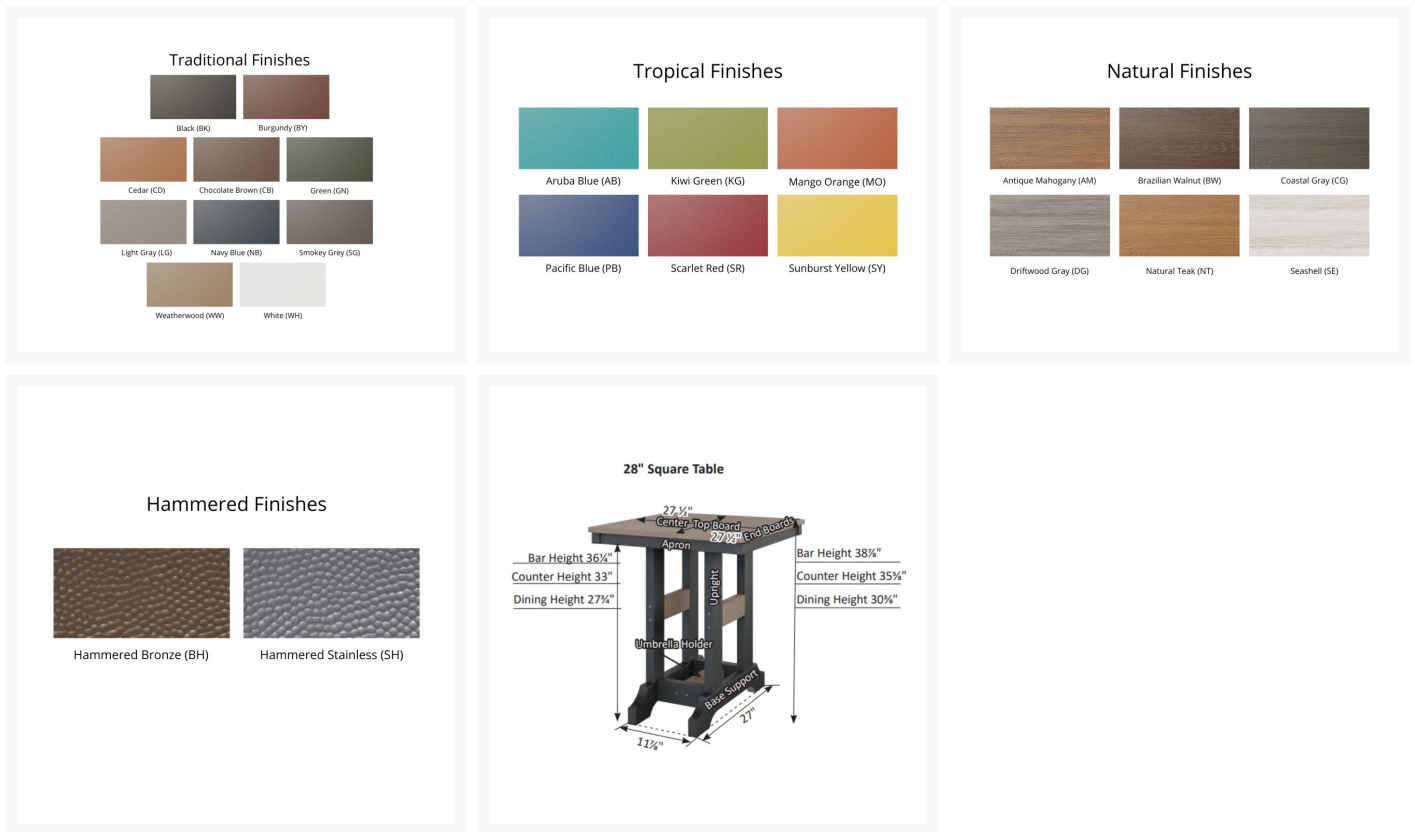 Traditional Finishes
Black (BK)
Burgundy (BY)
Cedar (CD)
Chocolate Brown (CB)
Green (GN)
Light Gray (LG)
Navy Blue (NB)
Smokey Grey (SG)
Weatherwood (WW)
White (WH)
Tropical Finishes
Aruba Blue (AB)
Kiwi Green (KG)
Mango Orange (MO)
Pacific Blue (PB)
Scarlet Red (SR)
Sunburst Yellow (SY)
Natural Finishes
Antique Mahogany (AM)
Brazilian Walnut (BW)
Coastal Gray (CG)
Driftwood Gray (DG)
Natural Teak (NT)
Seashell (SE)
Hammered Finishes
Hammered Bronze (BH)
Hammered Stainless (SH)
28" Square Table
27 ½"
Center Top Board
27 ½"
End Boards
Apron
Bar Height 36¼"
Counter Height 33"
Dining Height 27¾"
Bar Height 38⅞"
Counter Height 35⅝"
Dining Height 30⅜"
Upright
Umbrella Holder
Base Support
27"
11⅞"